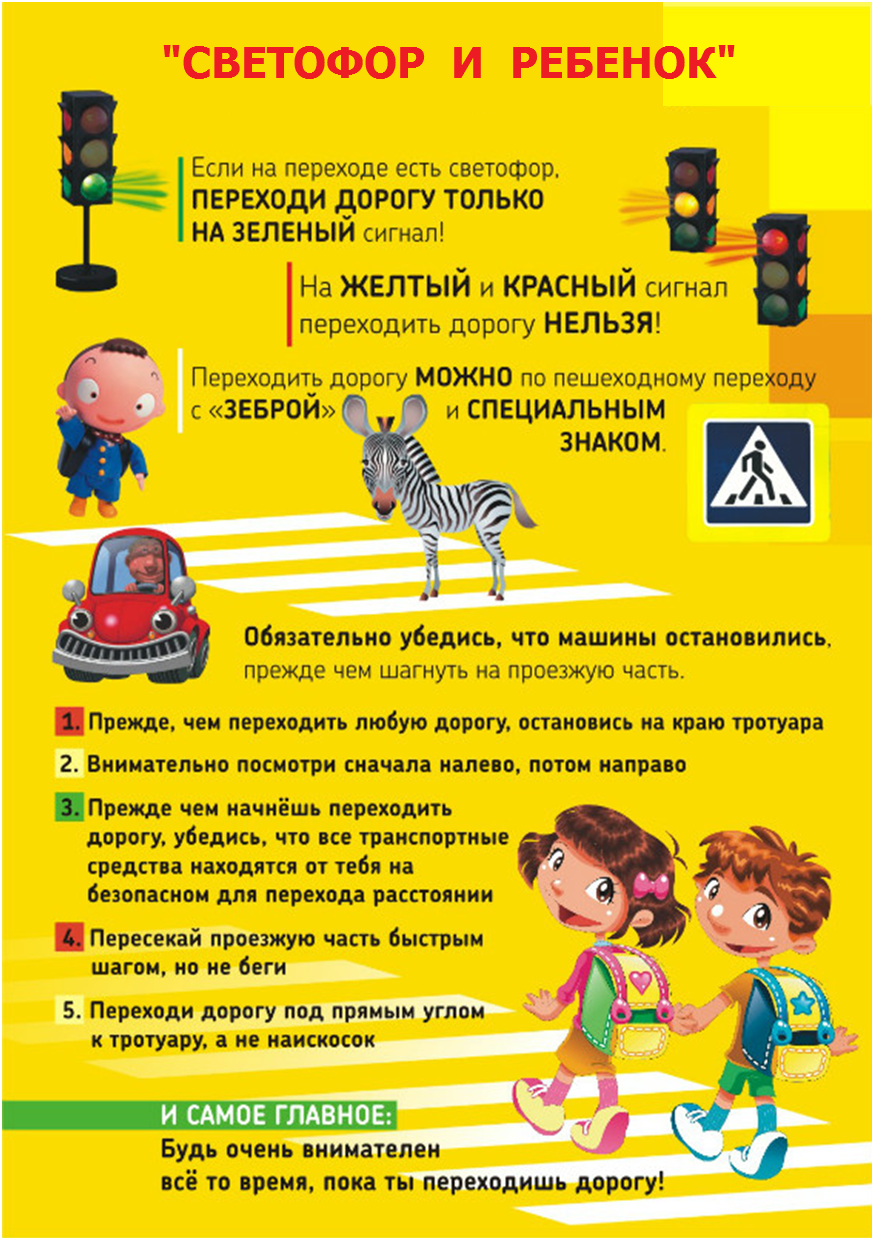 "СВЕТОФОР И РЕБЕНОК"
Если на переходе есть светофор,
ПЕРЕХОДИ ДОРОГУ ТОЛЬКО
НА ЗЕЛЕНЫЙ сигнал!
На ЖЕЛТЫЙ и КРАСНЫЙ сигнал
переходить дорогу НЕЛЬЗЯ!
Переходить дорогу МОЖНО по пешеходному переходу
с «ЗЕБРОЙ» и СПЕЦИАЛЬНЫМ
ЗНАКОМ.
Обязательно убедись, что машины остановились,
прежде чем шагнуть на проезжую часть.
1. Прежде, чем переходить любую дорогу, остановись на краю тротуара
2. Внимательно посмотри сначала налево, потом направо
3. Прежде чем начнёшь переходить
дорогу, убедись, что все транспортные
средства находятся от тебя на
безопасном для перехода расстоянии
4. Пересекай проезжую часть быстрым
шагом, но не беги
5. Переходи дорогу под прямым углом
к тротуару, а не наискосок
И САМОЕ ГЛАВНОЕ:
Будь очень внимателен
всё то время, пока ты переходишь дорогу!